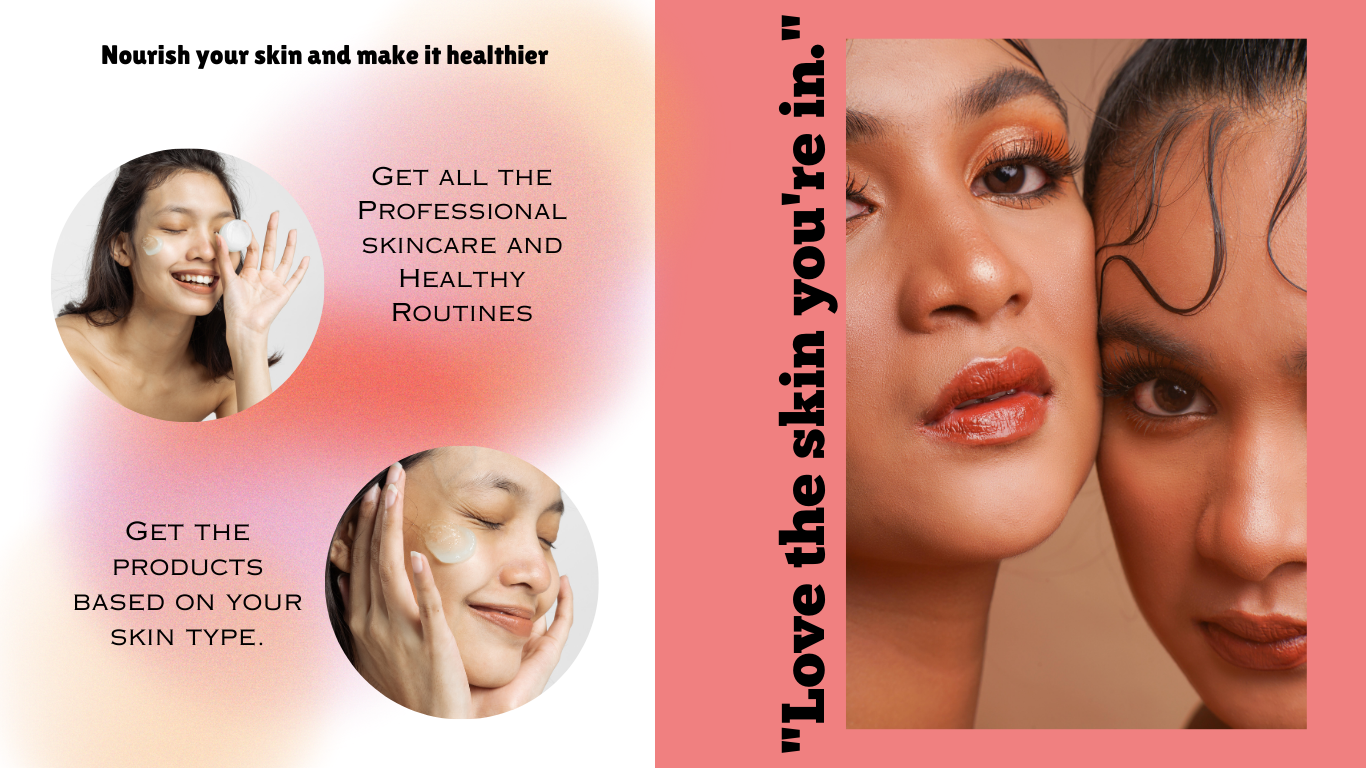 Nourish your skin and make it healthier
Get all the
Professional
skincare and
Healthy
Routines
Get the
products
based on your
skin type.
"Love the skin you're in."